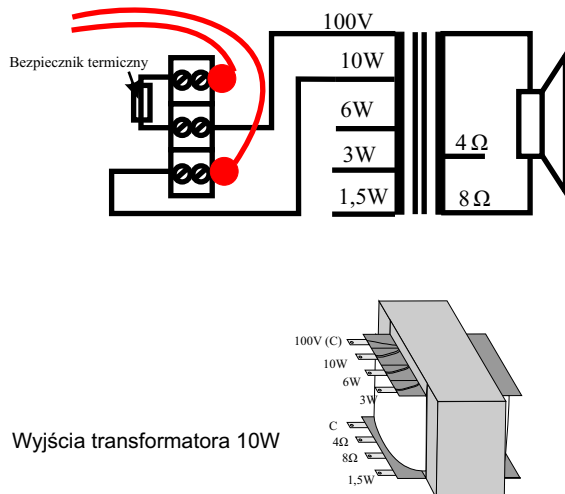 100V
Bezpiecznik termiczny
10W
6W
3W
1,5W
4 Ω
8 Ω
100V (C)
10W
6W
3W
C
4Ω
8Ω
1,5W
Wyjścia transformatora 10W